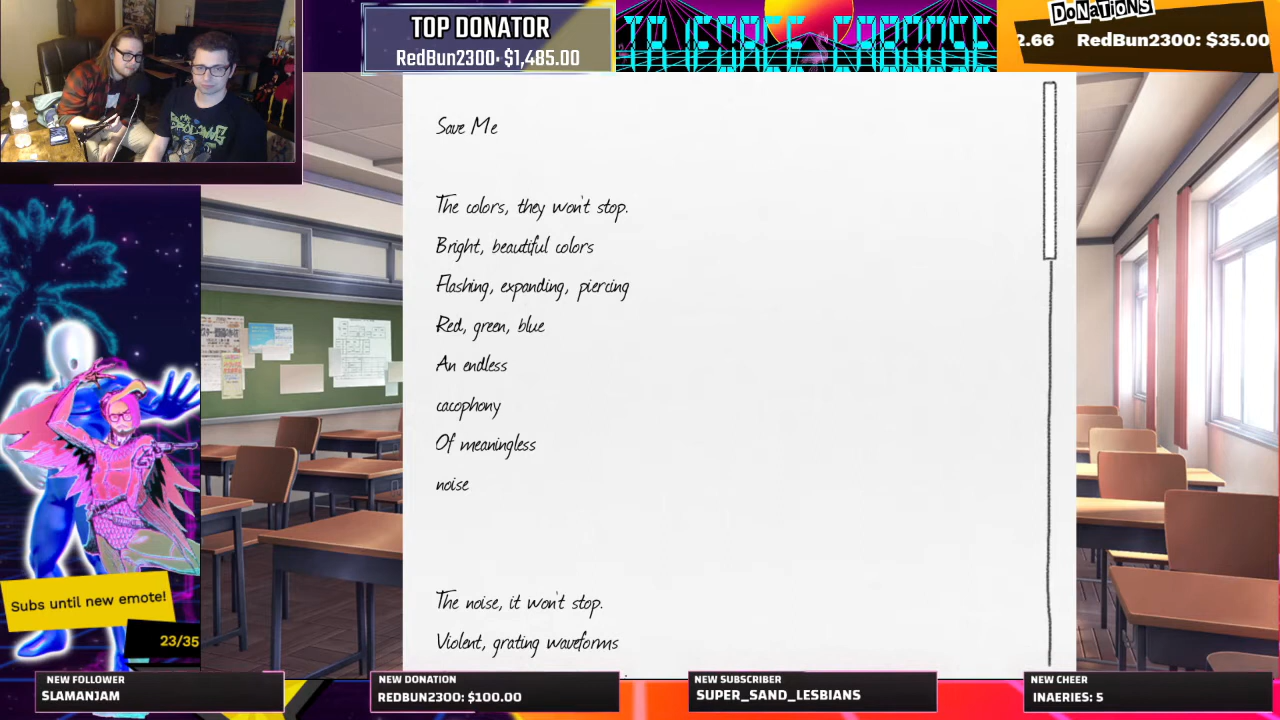 TOP DONATOR
RedBun2300: $1,485.00
TRIFORCE CABOOSE
DONATIONS
2.66 RedBun2300: $35.00
Save Me
The colors, they won't stop.
Bright, beautiful colors
Flashing, expanding, piercing
Red, green, blue
An endless
cacophony
Of meaningless
noise
The noise, it won't stop.
Violent, grating waveforms
Subs until new emote!
23/35
NEW FOLLOWER
SLAMANJAM
NEW DONATION
REDBUN2300: $100.00
NEW SUBSCRIBER
SUPER_SAND_LESBIANS
NEW CHEER
INAERIES: 5